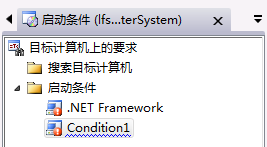 启动条件 (lfs...terSystem)
目标计算机上的要求
搜索目标计算机
启动条件
.NET Framework
Condition1